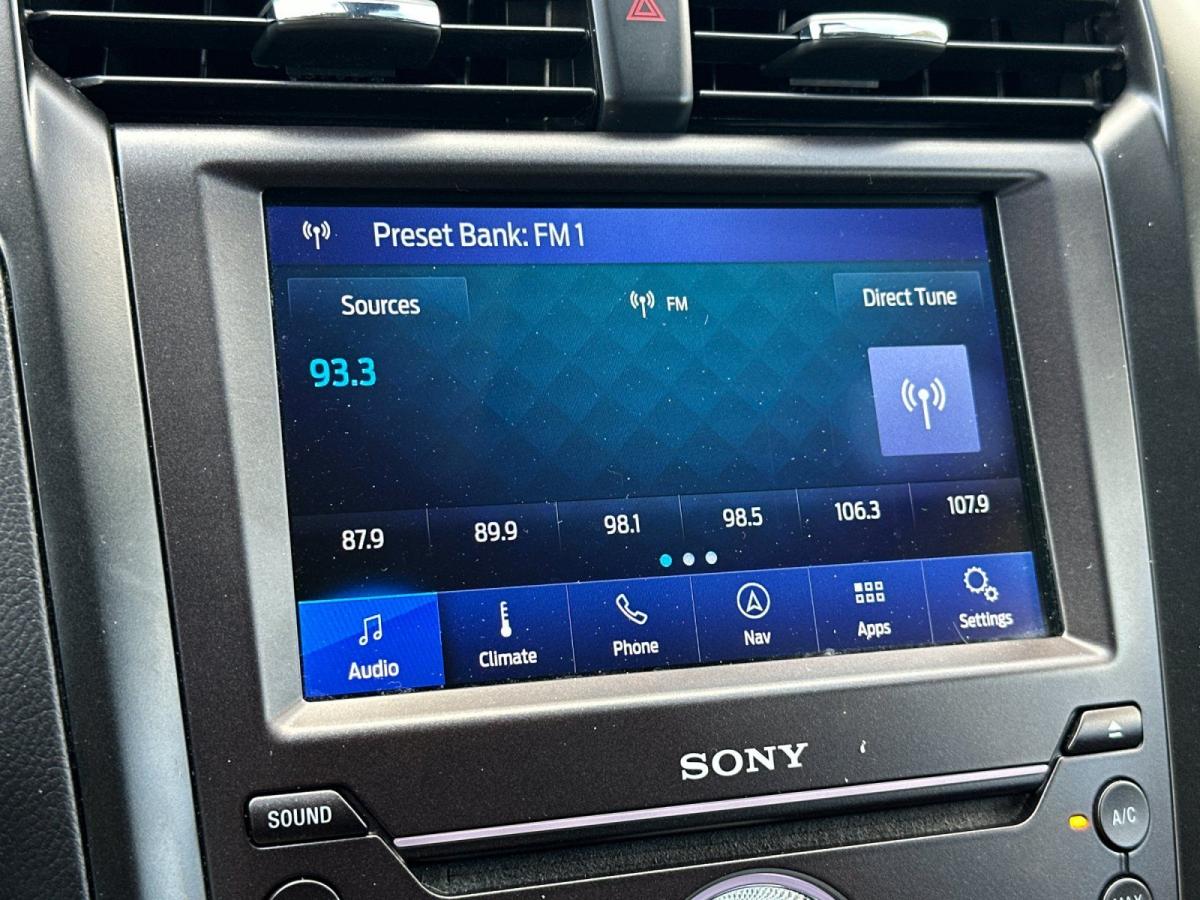 Preset Bank: FM 1
Sources
FM
Direct Tune
93.3
87.9 89.9 98.1 98.5 106.3 107.9
Audio Climate Phone Nav Apps Settings
SONY
SOUND
A/C